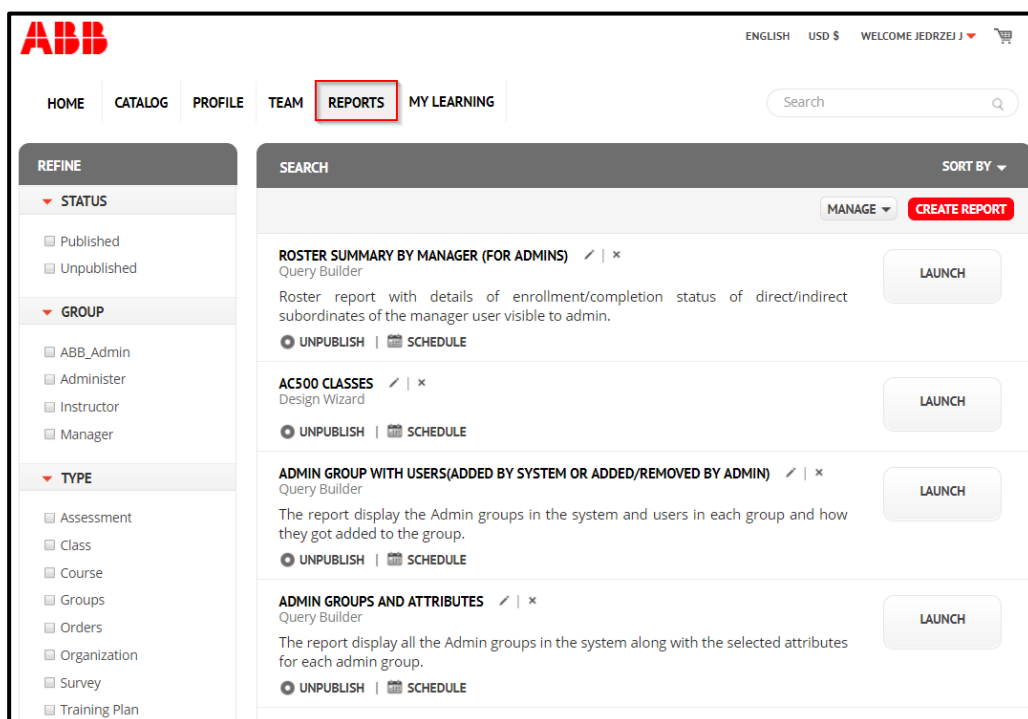 ABB
ENGLISH USD $ WELCOME JEDRZEJ J
HOME CATALOG PROFILE TEAM REPORTS MY LEARNING
Search
REFINE
STATUS
Published
Unpublished
GROUP
ABB_Admin
Administer
Instructor
Manager
TYPE
Assessment
Class
Course
Groups
Orders
Organization
Survey
Training Plan
SEARCH SORT BY
MANAGE CREATE REPORT
ROSTER SUMMARY BY MANAGER (FOR ADMINS) | ×
Query Builder
Roster report with details of enrollment/completion status of direct/indirect
subordinates of the manager user visible to admin.
UNPUBLISH | SCHEDULE
LAUNCH
AC500 CLASSES | ×
Design Wizard
UNPUBLISH | SCHEDULE
LAUNCH
ADMIN GROUP WITH USERS(ADDED BY SYSTEM OR ADDED/REMOVED BY ADMIN) | ×
Query Builder
The report display the Admin groups in the system and users in each group and how
they got added to the group.
UNPUBLISH | SCHEDULE
LAUNCH
ADMIN GROUPS AND ATTRIBUTES | ×
Query Builder
The report display all the Admin groups in the system along with the selected attributes
for each admin group.
UNPUBLISH | SCHEDULE
LAUNCH